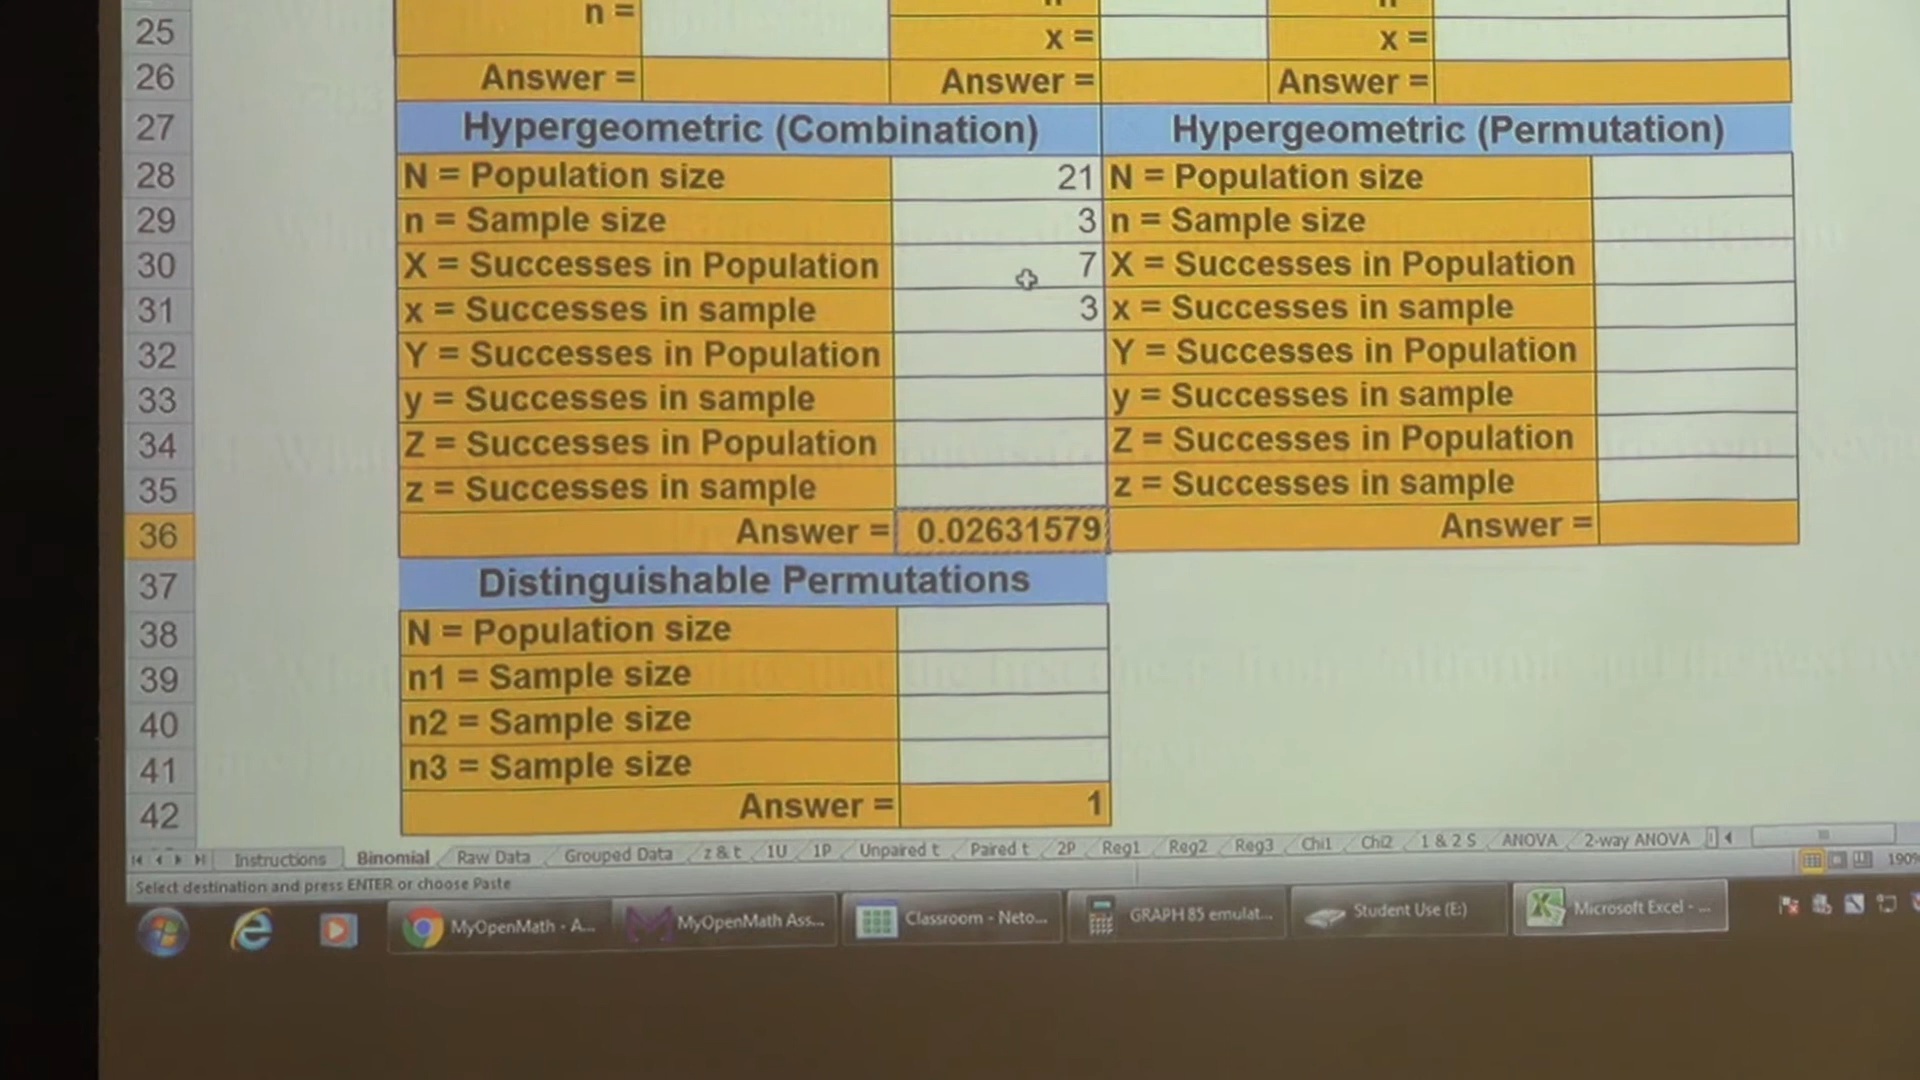 25 n = n n
x = x =
26 Answer = Answer = Answer =
27 Hypergeometric (Combination) Hypergeometric (Permutation)
28 N = Population size 21 N = Population size
29 n = Sample size 3 n = Sample size
30 X = Successes in Population 7 X = Successes in Population
31 x = Successes in sample 3 x = Successes in sample
32 Y = Successes in Population Y = Successes in Population
33 y = Successes in sample y = Successes in sample
34 Z = Successes in Population Z = Successes in Population
35 z = Successes in sample z = Successes in sample
36 Answer = 0.02631579 Answer =
37 Distinguishable Permutations
38 N = Population size
39 n1 = Sample size
40 n2 = Sample size
41 n3 = Sample size
42 Answer = 1
Instructions Binomial Raw Data Grouped Data z & t 1U 1P Unpaired t Paired t 2P Reg1 Reg2 Reg3 Chi1 Chi2 1 & 2 S ANOVA 2-way ANOVA
Select destination and press ENTER or choose Paste 190%
MyOpenMath - A... MyOpenMath Ass... Classroom - Neto... GRAPH 85 emulat... Student Use (E:) Microsoft Excel - ...